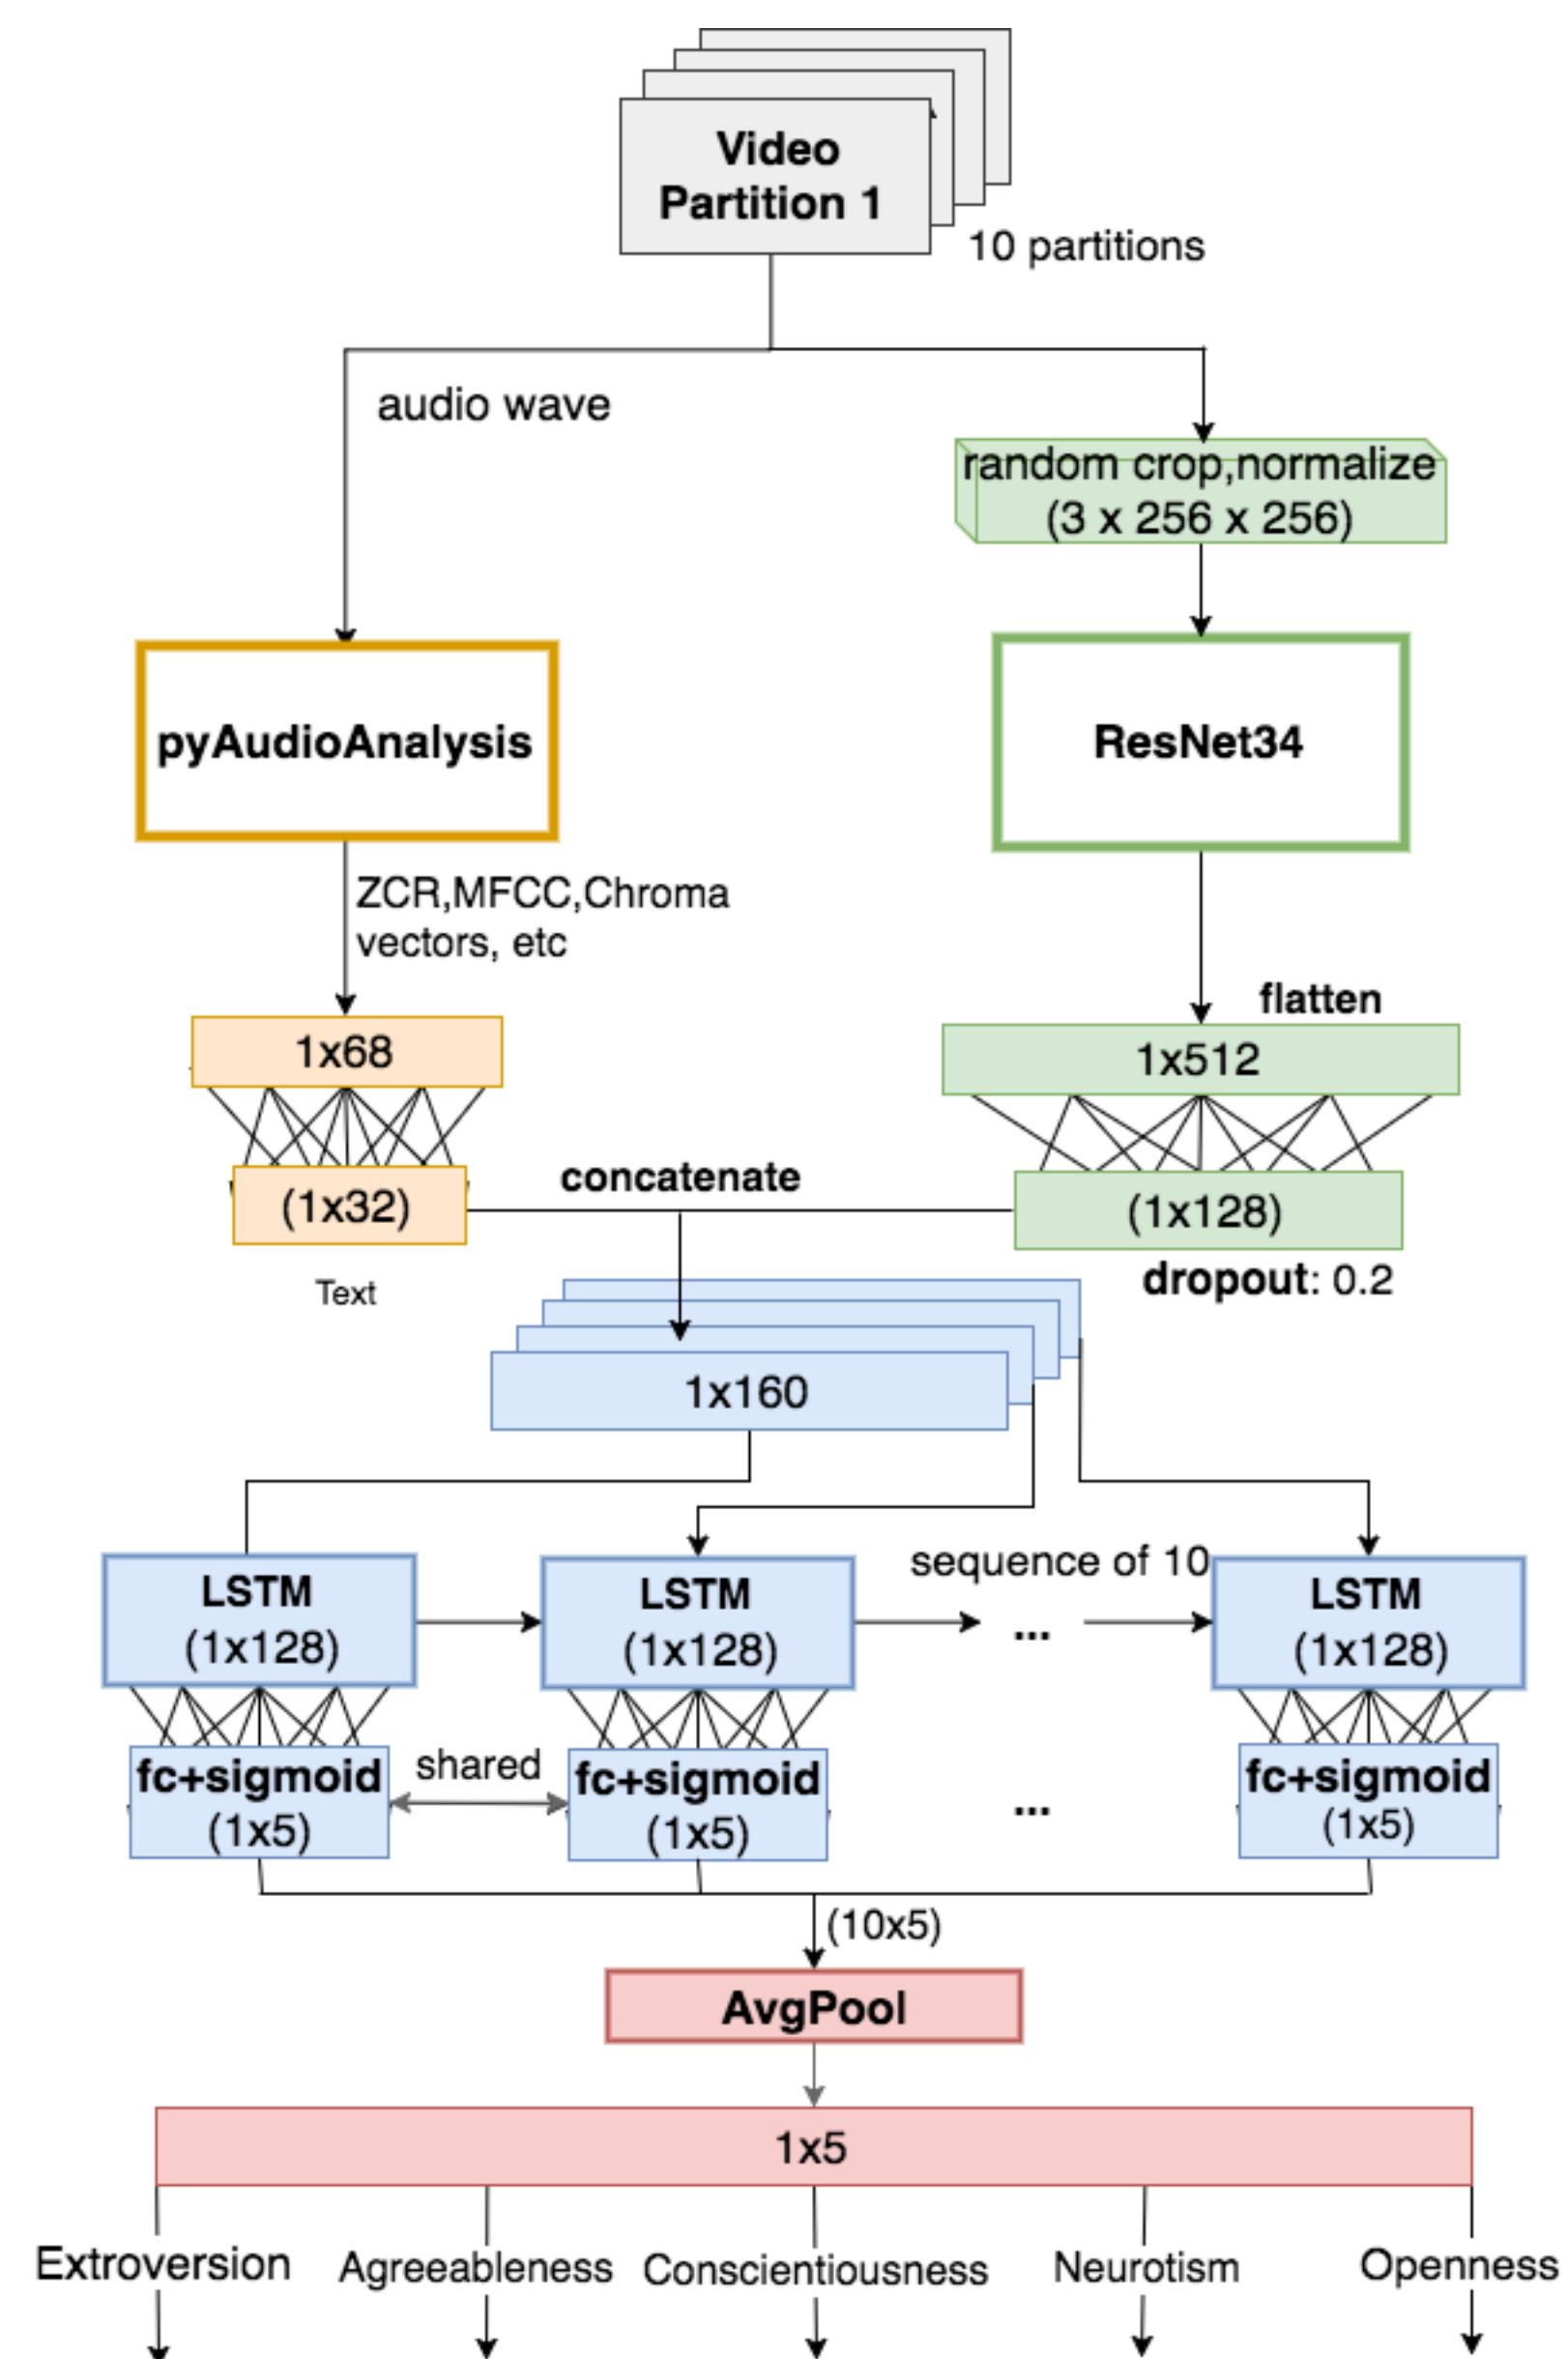 Video
Partition 1
10 partitions
audio wave
random crop,normalize
(3 x 256 x 256)
pyAudioAnalysis
ResNet34
ZCR,MFCC,Chroma
vectors, etc
flatten
1x68
1x512
concatenate
(1x32)
(1x128)
Text
dropout: 0.2
1x160
sequence of 10
LSTM
(1x128)
LSTM
(1x128)
...
LSTM
(1x128)
shared
fc+sigmoid
(1x5)
fc+sigmoid
(1x5)
...
fc+sigmoid
(1x5)
(10x5)
AvgPool
1x5
Extroversion
Agreeableness
Conscientiousness
Neurotism
Openness